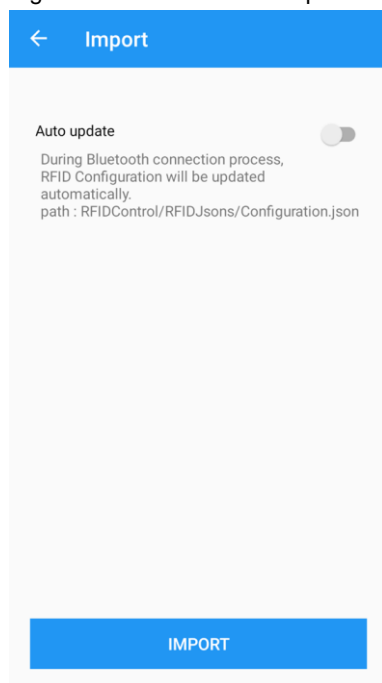 Import
Auto update
During Bluetooth connection process,
RFID Configuration will be updated
automatically.
path : RFIDControl/RFIDJsons/Configuration.json
IMPORT